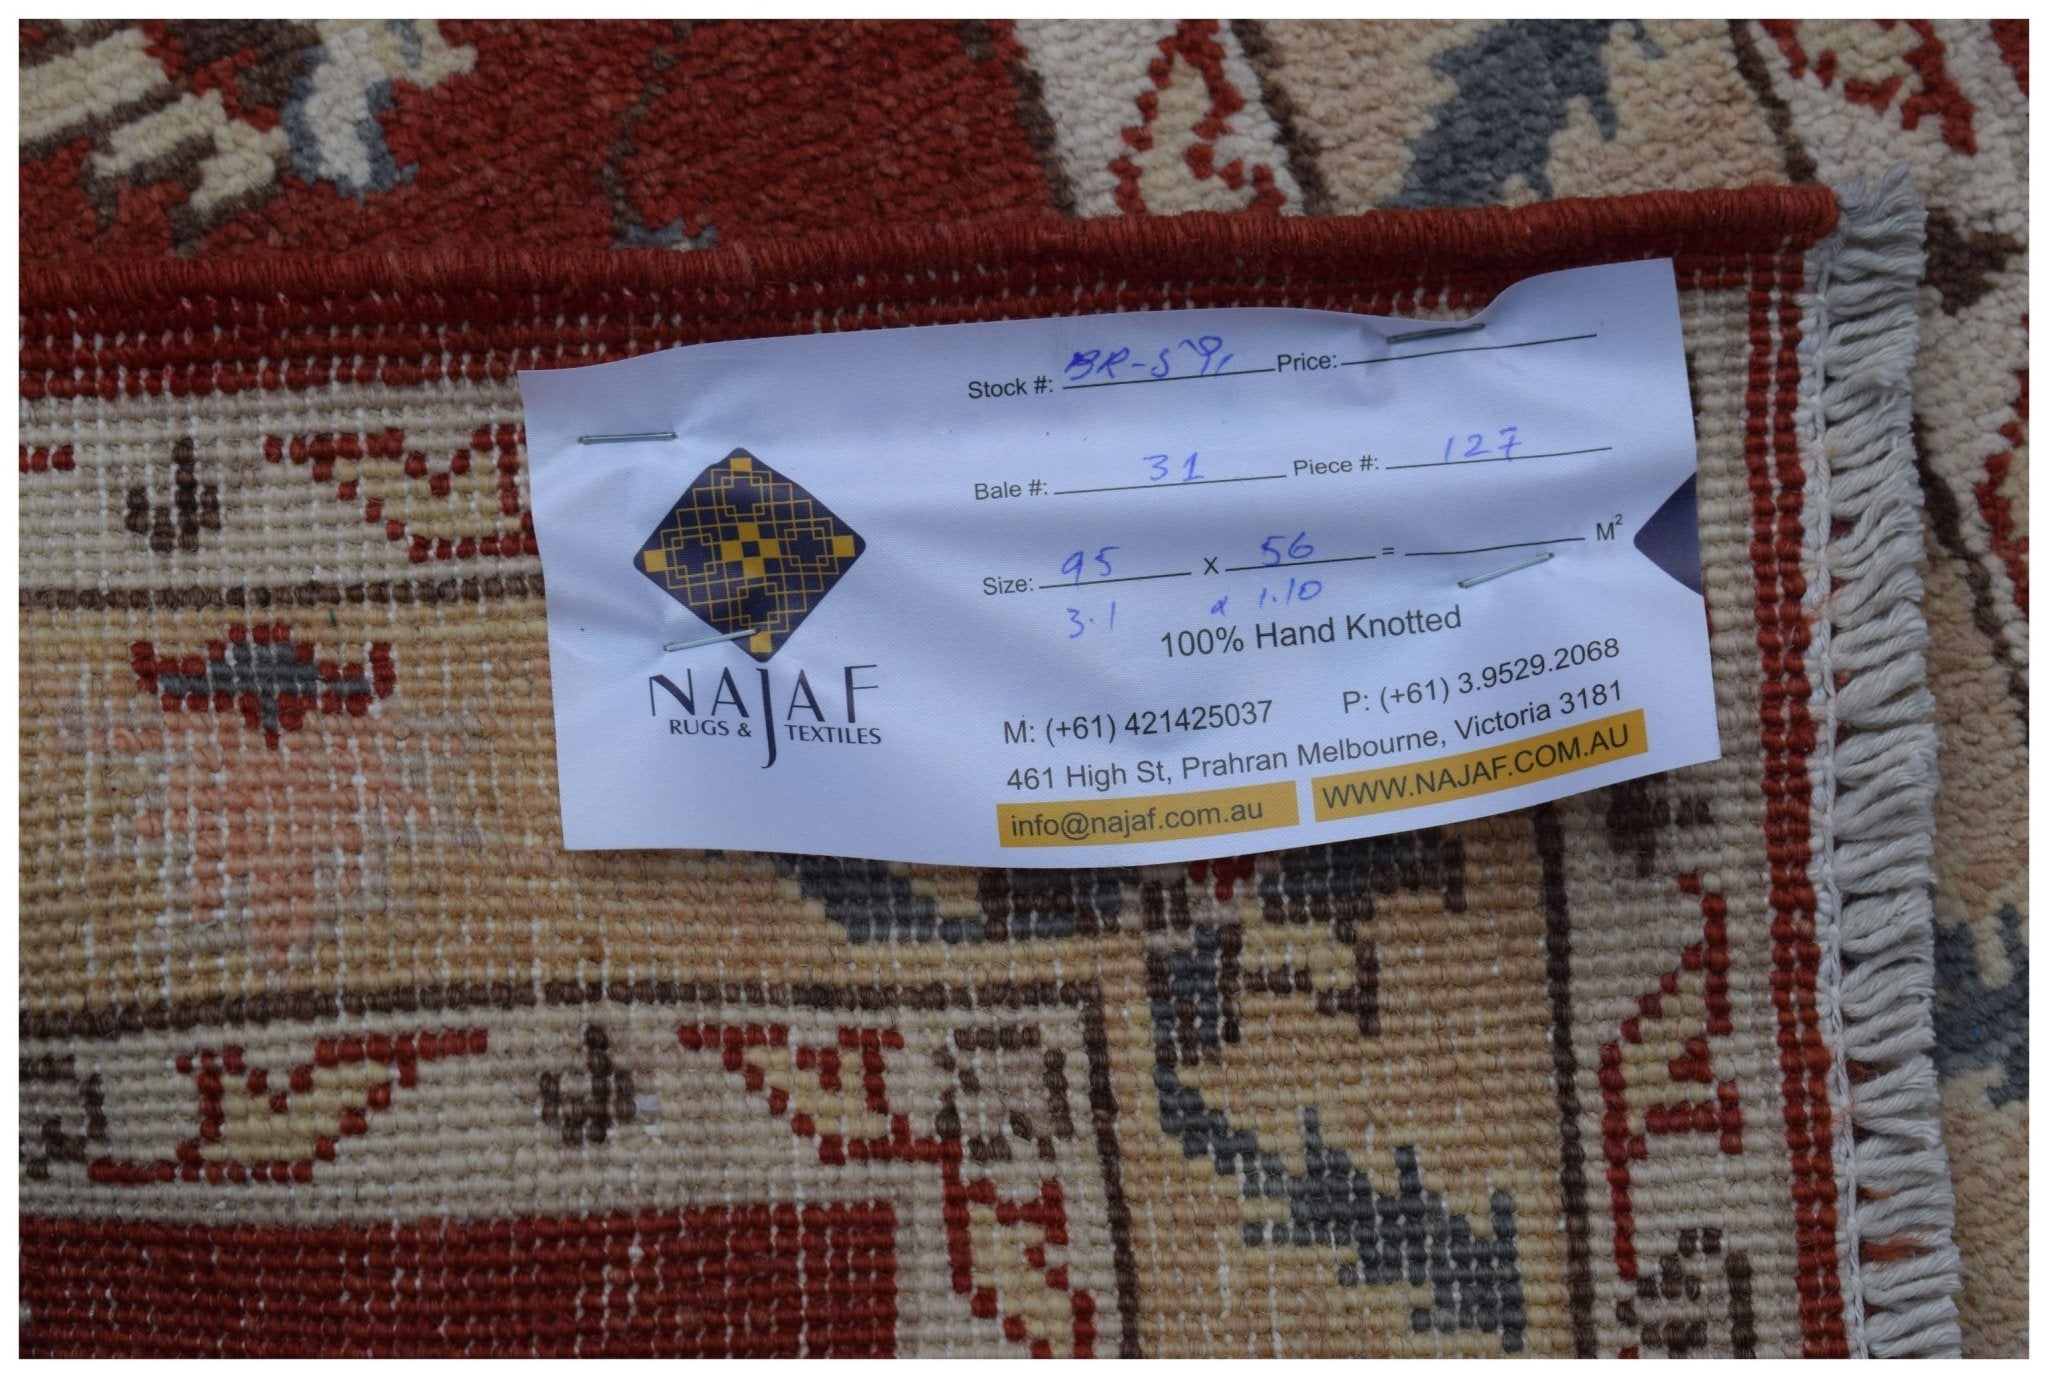 Stock #: Price:
Bale #: 31 Piece #: 127
Size: 95 x 56 = M²
3.1 x 1.10
100% Hand Knotted
NAJAF
RUGS & TEXTILES
M: (+61) 421425037 P: (+61) 3.9529.2068
461 High St, Prahran Melbourne, Victoria 3181
info@najaf.com.au WWW.NAJAF.COM.AU